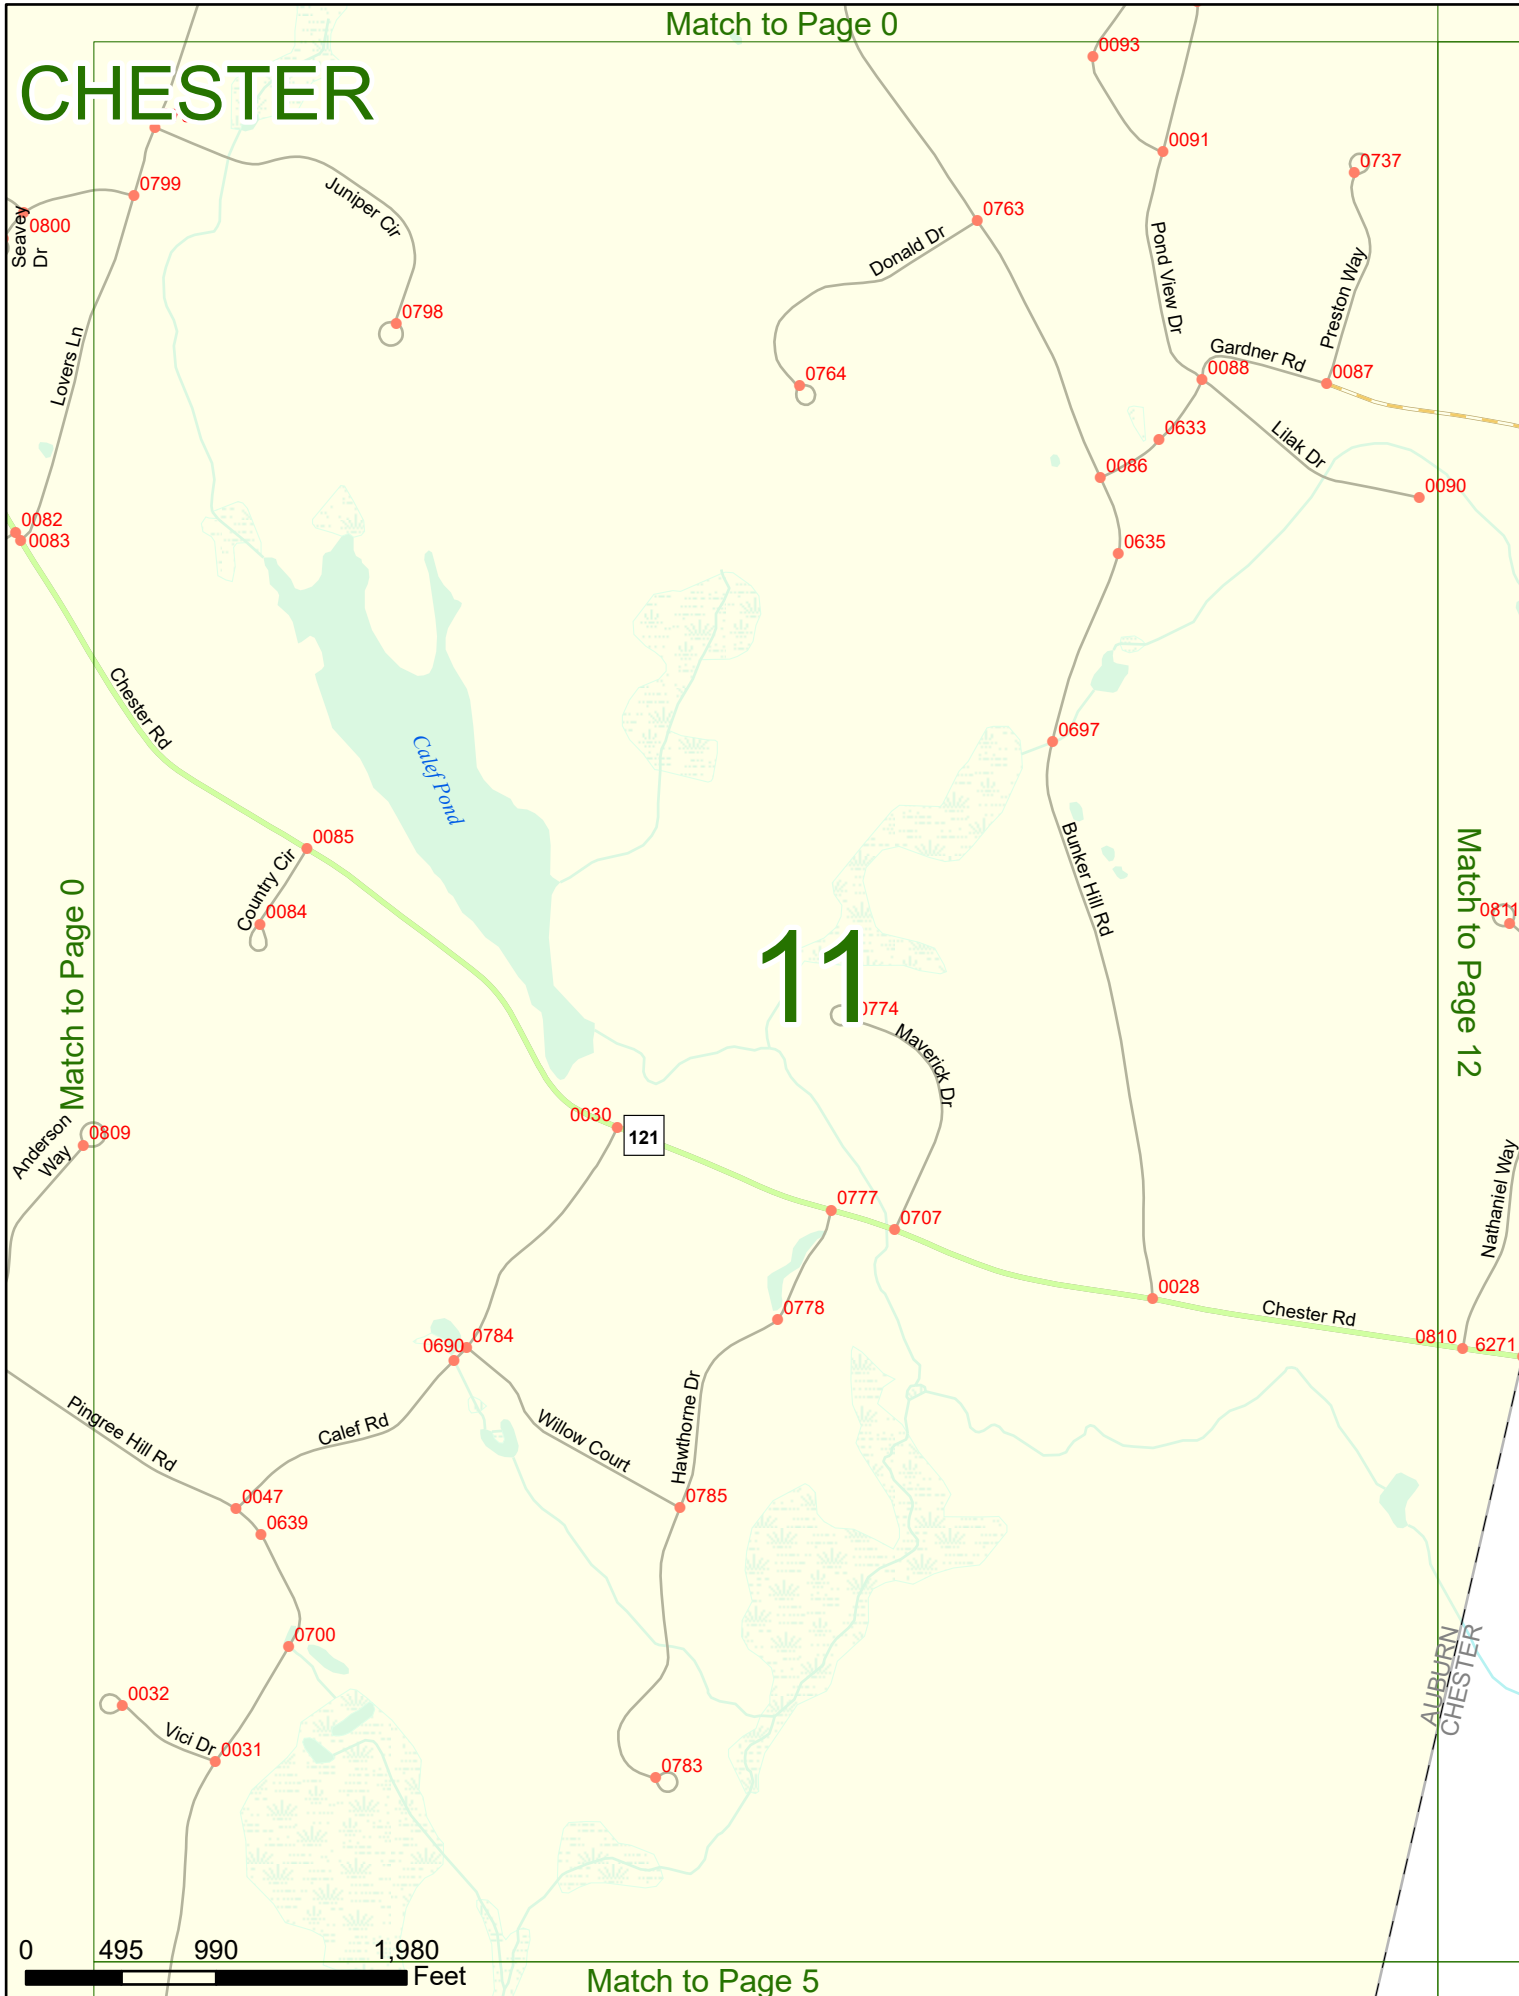 Match to Page 0
CHESTER
0093
0091
0737
0799
0800
Seavey
Dr
Juniper Cir
0763
Donald Dr
Pond View Dr
Preston Way
0798
Lovers Ln
0764
Gardner Rd
0088
0087
0633
Lilak Dr
0086
0090
0082
0083
0635
Chester Rd
Calef Pond
0697
0085
Country Cir
0084
Bunker Hill Rd
Match to Page 0
Match to Page 12
0811
11
0774
Maverick Dr
0030
121
0809
Anderson
Way
0777
0707
Nathaniel Way
0028
Chester Rd
0810
6271
0778
0784
0690
Pingree Hill Rd
Calef Rd
Willow Court
Hawthorne Dr
0785
0047
0639
0700
0032
Vici Dr
0031
0783
AUBURN
CHESTER
0 495 990 1,980
Feet
Match to Page 5